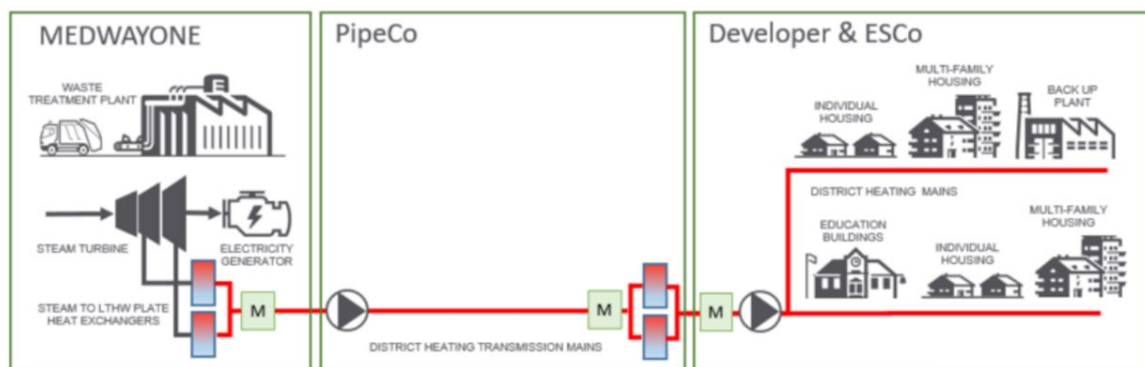 MEDWAYONE
WASTE
TREATMENT PLANT
STEAM TURBINE
ELECTRICITY
GENERATOR
STEAM TO LTHW PLATE
HEAT EXCHANGERS
M
PipeCo
M
DISTRICT HEATING TRANSMISSION MAINS
Developer & ESCo
MULTI-FAMILY
HOUSING
INDIVIDUAL
HOUSING
BACK UP
PLANT
DISTRICT HEATING MAINS
EDUCATION
BUILDINGS
INDIVIDUAL
HOUSING
MULTI-FAMILY
HOUSING
M